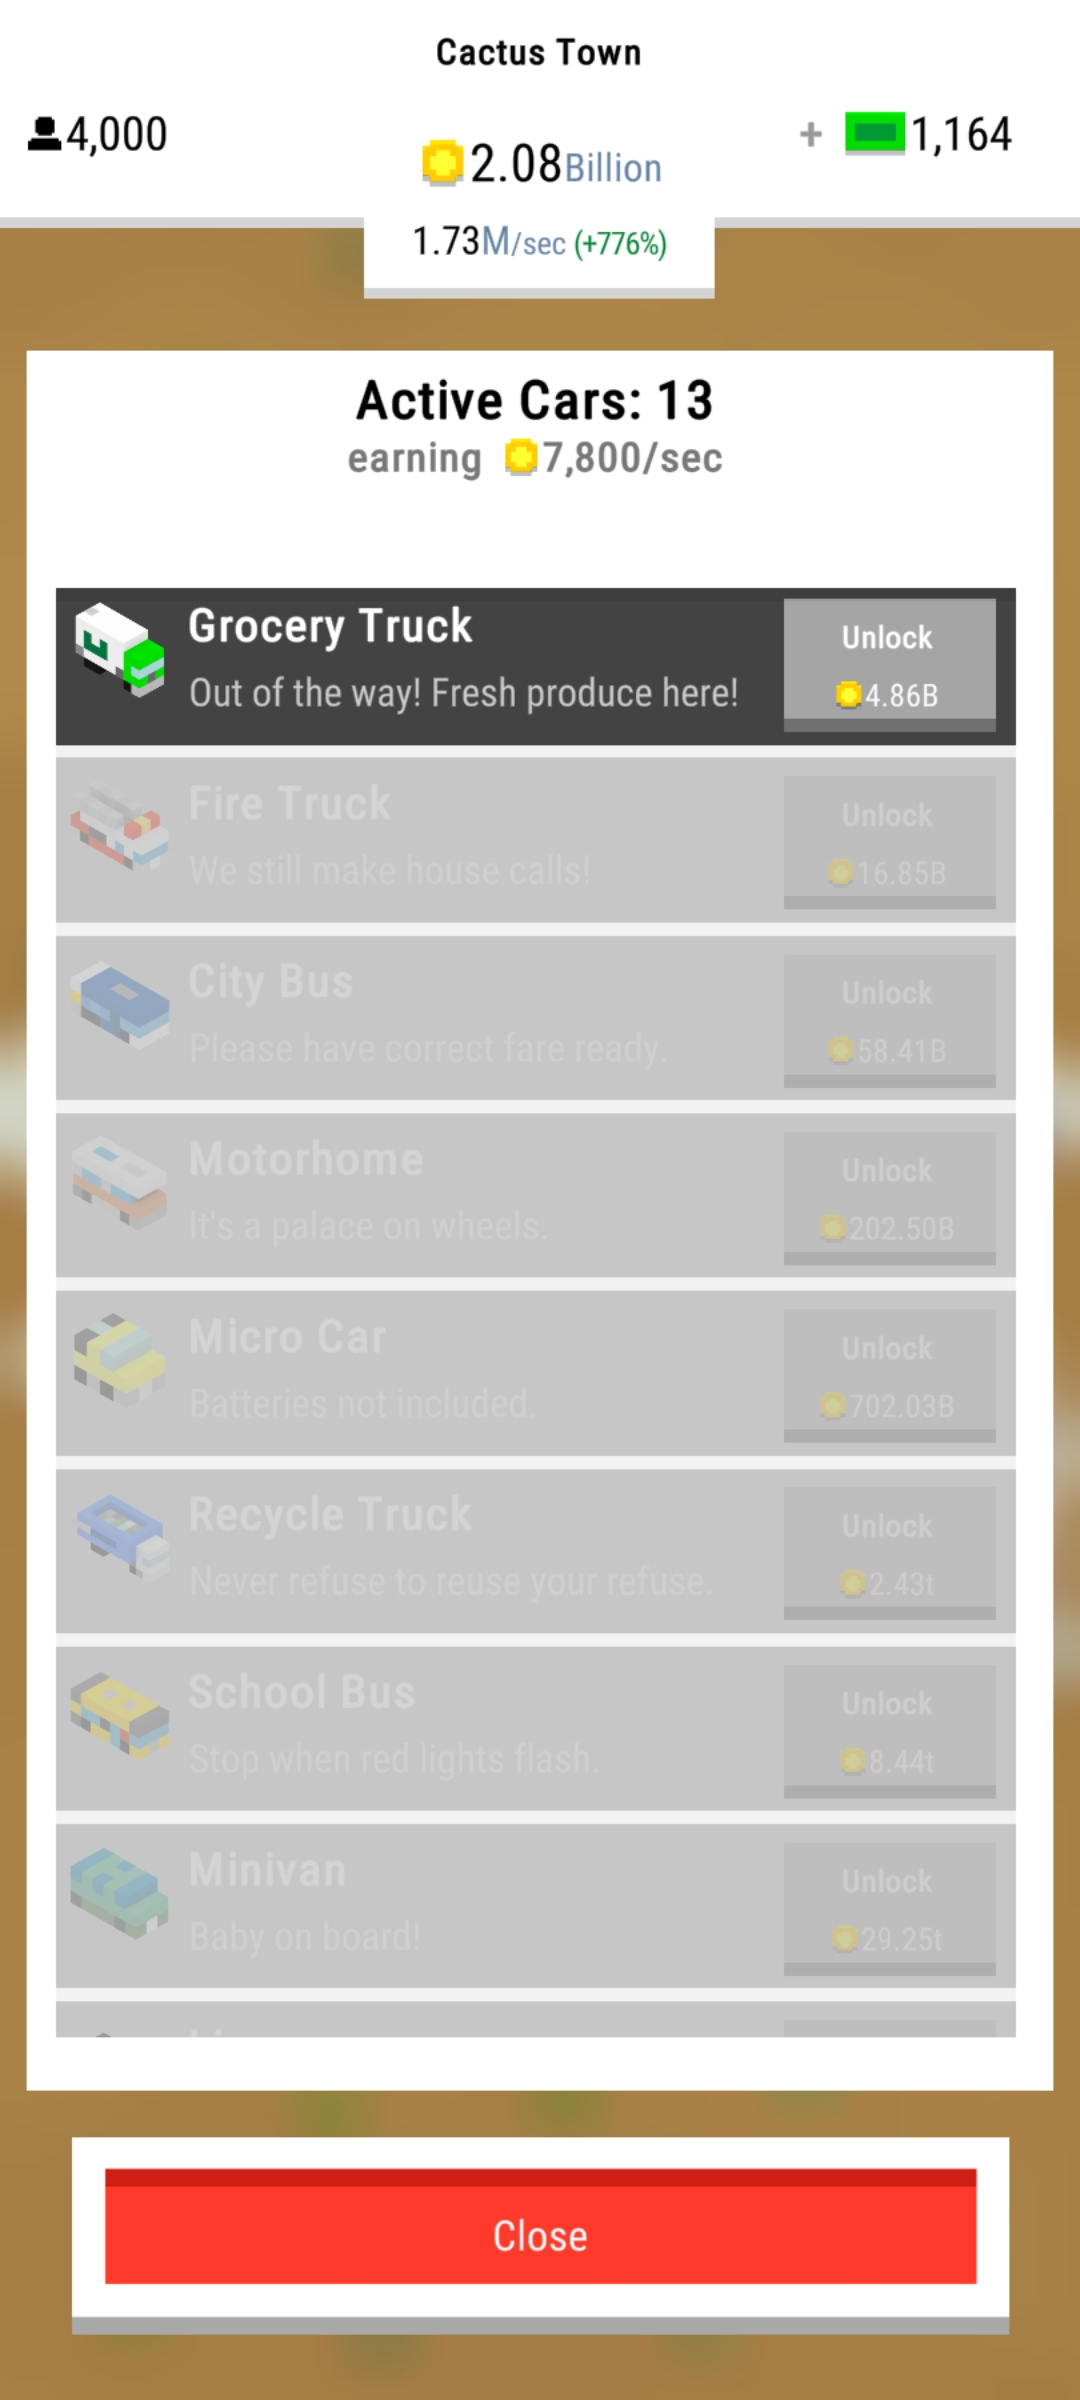 Cactus Town
4,000
2.08Billion
+ 1,164
1.73M/sec (+776%)
Active Cars: 13
earning 7,800/sec
Grocery Truck
Out of the way! Fresh produce here!
Unlock
4.86B
Fire Truck
We still make house calls!
Unlock
16.85B
City Bus
Please have correct fare ready.
Unlock
58.41B
Motorhome
It's a palace on wheels.
Unlock
202.50B
Micro Car
Batteries not included.
Unlock
702.03B
Recycle Truck
Never refuse to reuse your refuse.
Unlock
2.43t
School Bus
Stop when red lights flash.
Unlock
8.44t
Minivan
Baby on board!
Unlock
29.25t
Close